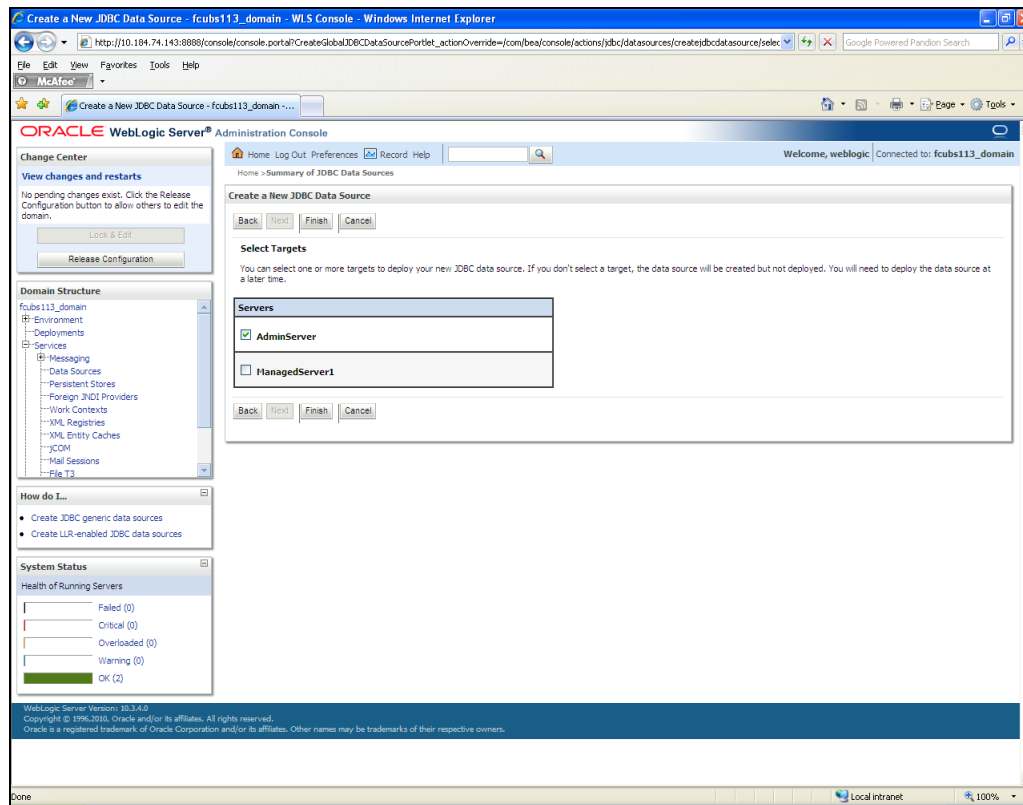 Create a New JDBC Data Source - fcubs113_domain - WLS Console - Windows Internet Explorer
http://10.184.74.143:8888/console/console.portal?CreateGlobalJDBCDataSourcePortlet_actionOverride=/com/bea/console/actions/jdbc/datasources/createjdbcdatasource/selec
Google Powered Pandion Search
File Edit View Favorites Tools Help
McAfee
Create a New JDBC Data Source - fcubs113_domain -...
Page Tools
ORACLE WebLogic Server® Administration Console
Change Center
View changes and restarts
No pending changes exist. Click the Release
Configuration button to allow others to edit the
domain.
Lock & Edit
Release Configuration
Domain Structure
fcubs113_domain
Environment
Deployments
Services
Messaging
Data Sources
Persistent Stores
Foreign JNDI Providers
Work Contexts
XML Registries
XML Entity Caches
jCOM
Mail Sessions
File T3
How do I...
Create JDBC generic data sources
Create LLR-enabled JDBC data sources
System Status
Health of Running Servers
Failed (0)
Critical (0)
Overloaded (0)
Warning (0)
OK (2)
Home Log Out Preferences Record Help
Welcome, weblogic Connected to: fcubs113_domain
Home >Summary of JDBC Data Sources
Create a New JDBC Data Source
Back Next Finish Cancel
Select Targets
You can select one or more targets to deploy your new JDBC data source. If you don't select a target, the data source will be created but not deployed. You will need to deploy the data source at
a later time.
Servers
AdminServer
ManagedServer1
Back Next Finish Cancel
WebLogic Server Version: 10.3.4.0
Copyright © 1996,2010, Oracle and/or its affiliates. All rights reserved.
Oracle is a registered trademark of Oracle Corporation and/or its affiliates. Other names may be trademarks of their respective owners.
Done
Local intranet
100%